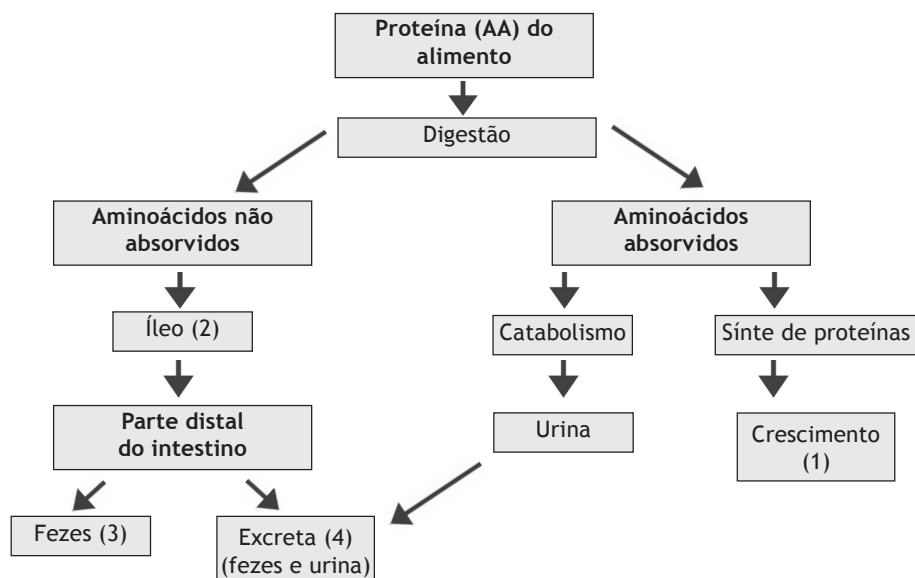 Proteína (AA) do
alimento
Digestão
Aminoácidos não
absorvidos
Aminoácidos
absorvidos
Íleo (2)
Catabolismo
Sínte de proteínas
Parte distal
do intestino
Urina
Crescimento
(1)
Fezes (3)
Excreta (4)
(fezes e urina)